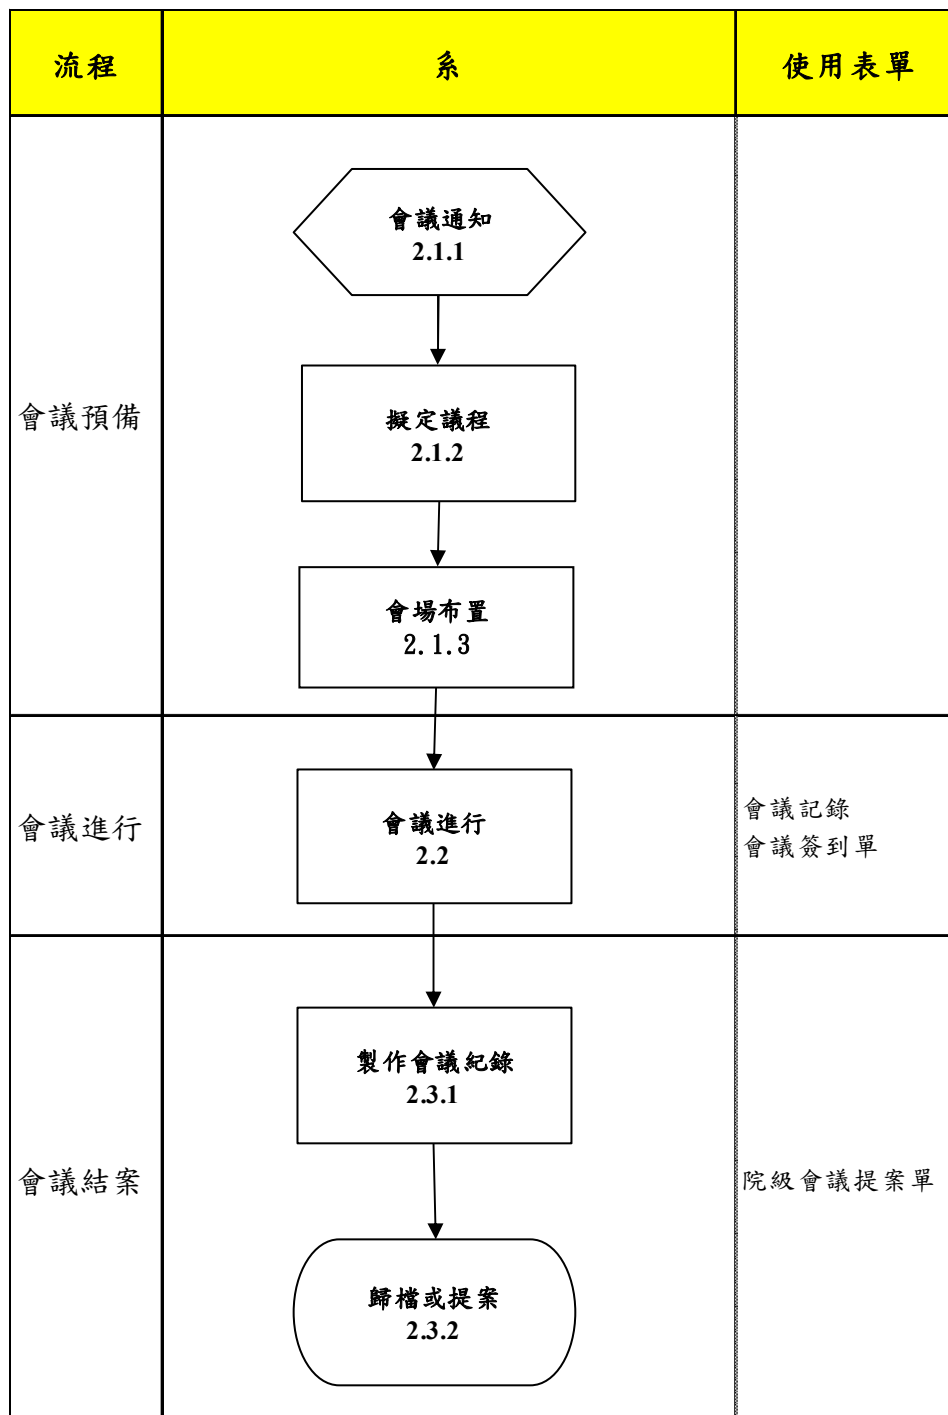 流程
系
使用表單
會議通知
2.1.1
會議預備
擬定議程
2.1.2
會場布置
2.1.3
會議進行
會議進行
2.2
會議記錄
會議簽到單
製作會議紀錄
2.3.1
會議結案
院級會議提案單
歸檔或提案
2.3.2